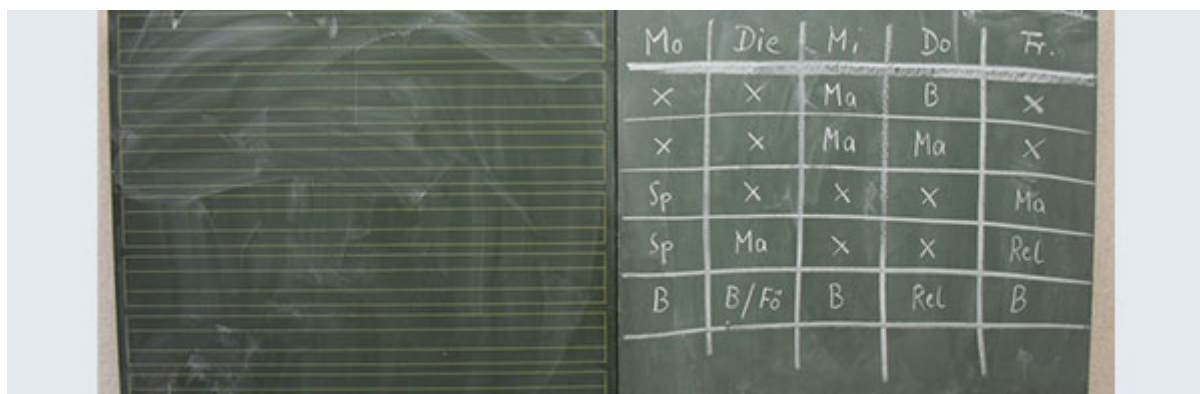 Mo Die Mi Do Fr.
x x Ma B x
x x Ma Ma x
Sp x x x Ma
Sp Ma x x Rel
B B/Fö B Rel B